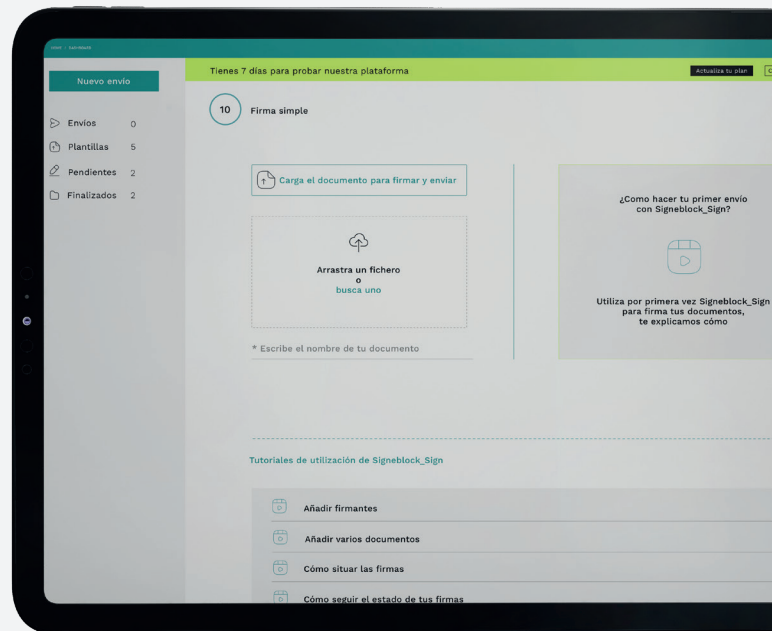 Nuevo envío
Envíos 0
Plantillas 5
Pendientes 2
Finalizados 2
Tienes 7 días para probar nuestra plataforma
Actualiza tu plan
10
Firma simple
Carga el documento para firmar y enviar
Arrastra un fichero
o
busca uno
* Escribe el nombre de tu documento
¿Como hacer tu primer envío
con Signeblock_Sign?
Utiliza por primera vez Signeblock_Sign
para firma tus documentos,
te explicamos cómo
Tutoriales de utilización de Signeblock_Sign
Añadir firmantes
Añadir varios documentos
Cómo situar las firmas
Cómo seguir el estado de tus firmas